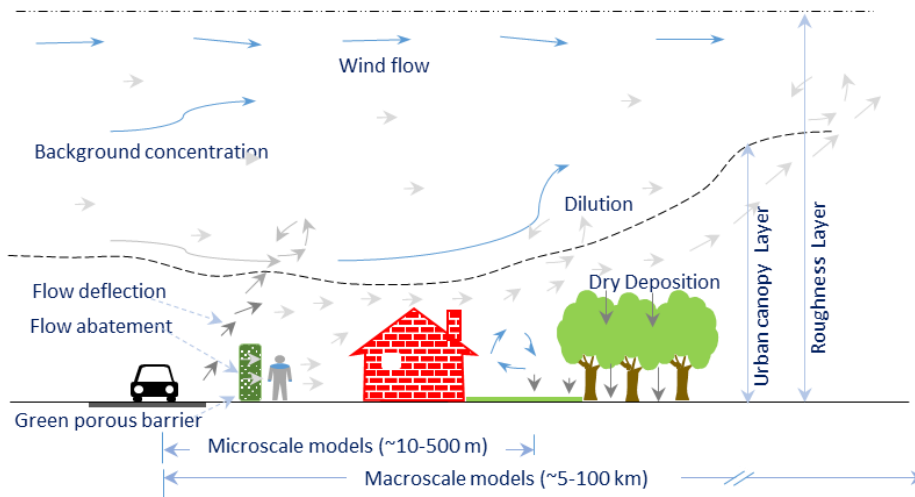 Wind flow
Background concentration
Dilution
Flow deflection
Dry Deposition
Flow abatement
Urban canopy Layer
Roughness Layer
Green porous barrier
Microscale models (~10-500 m)
Macroscale models (~5-100 km)